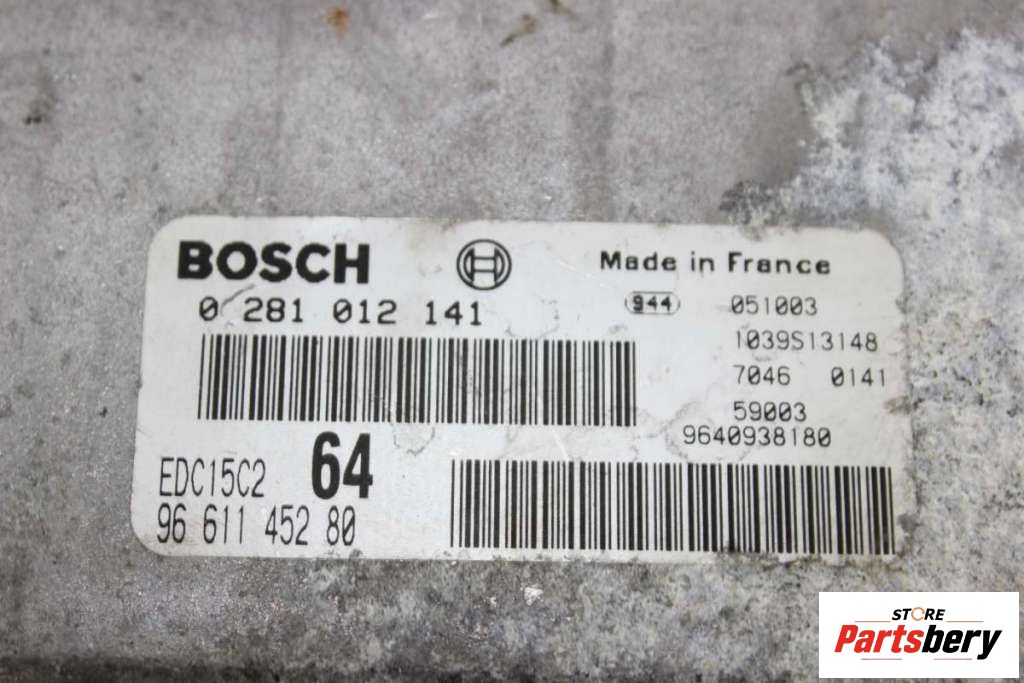 BOSCH
Made in France
0 281 012 141
944 051003
1039S13148
7046 0141
59003
9640938180
EDC15C2 64
96 611 452 80
STORE
Partsbery